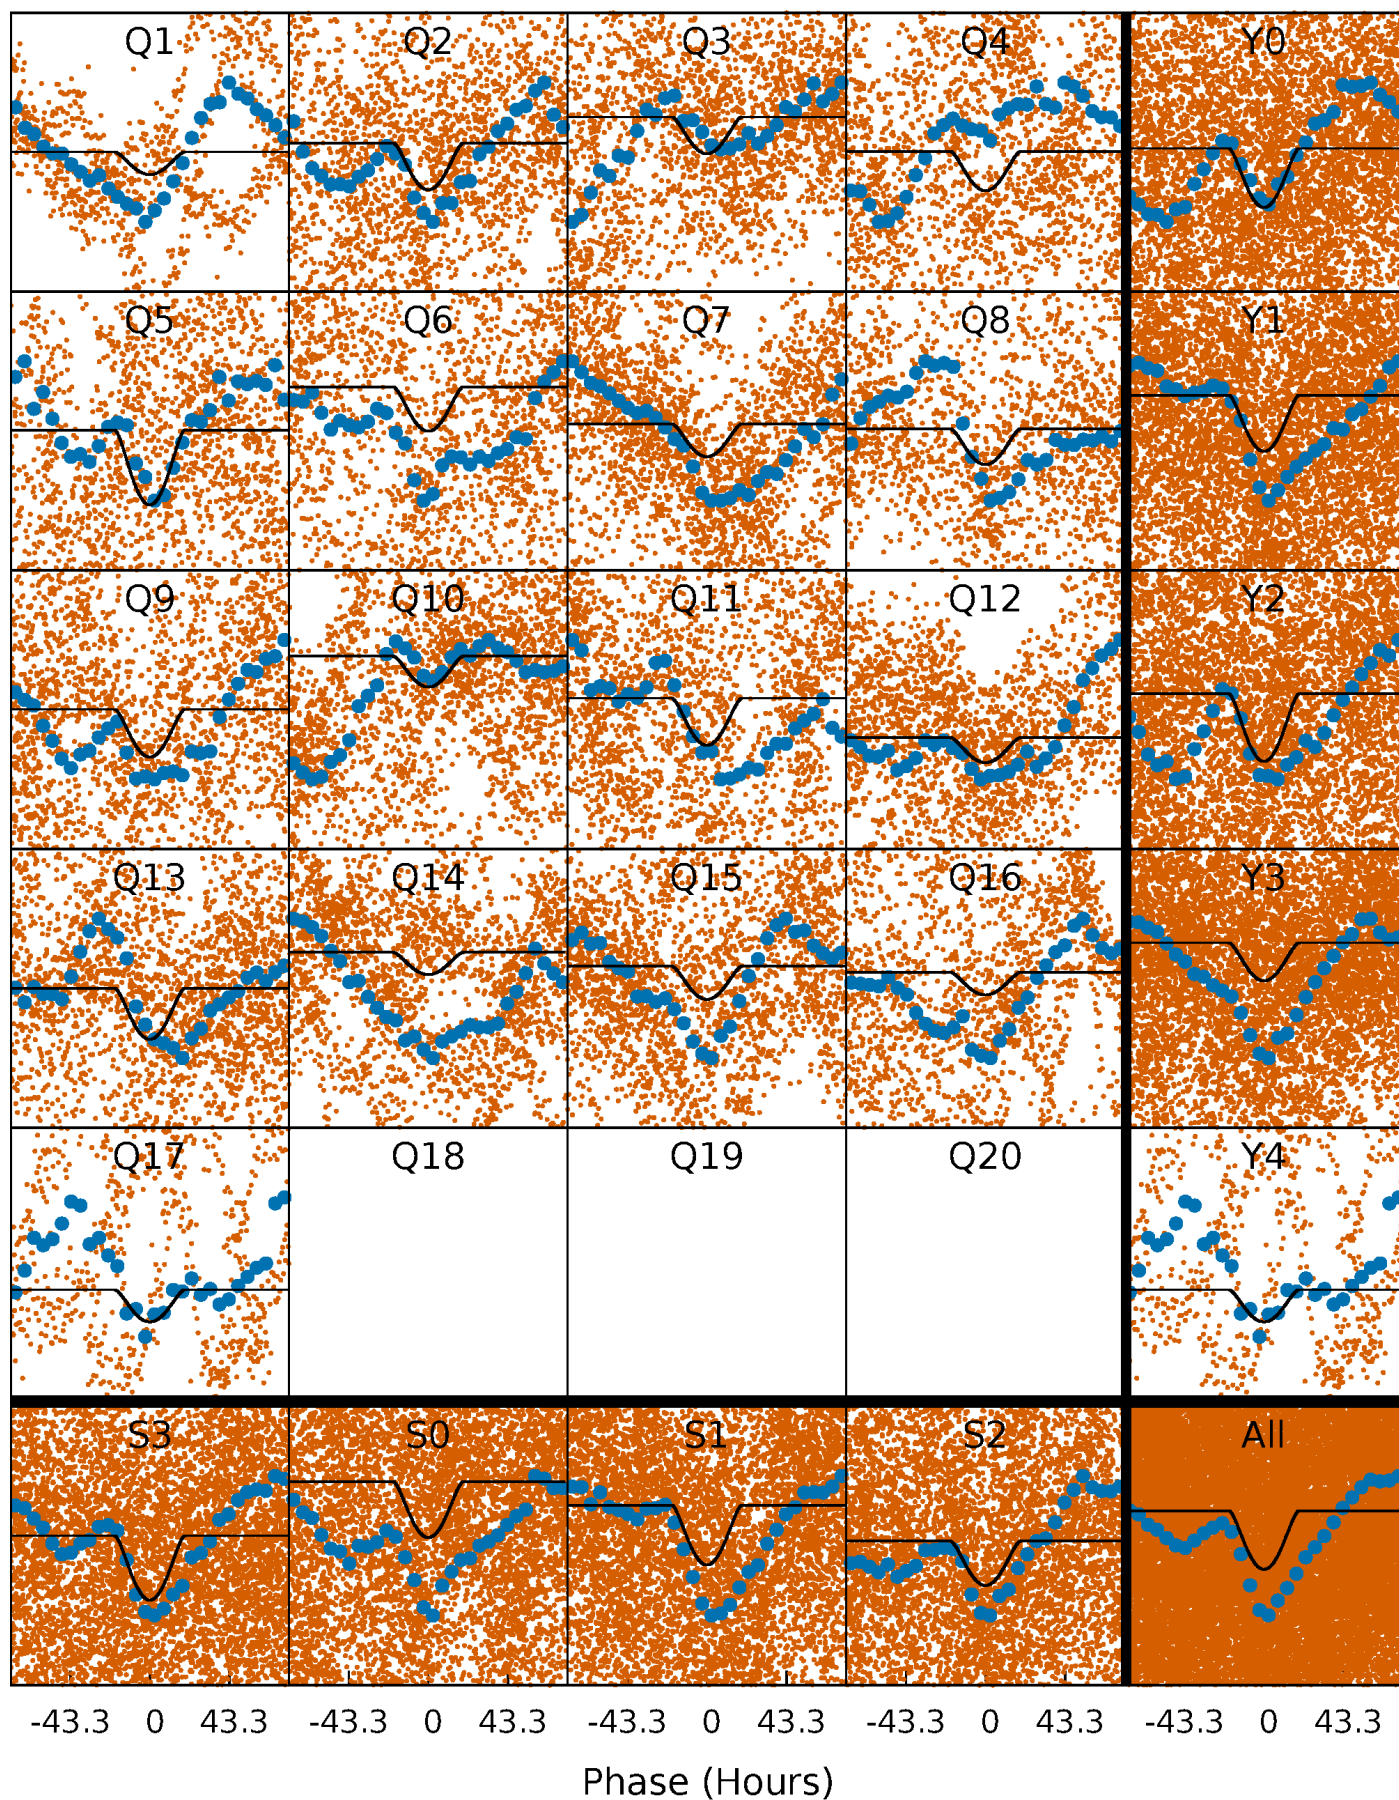 Q1 Q2 Q3 Q4 Y0
Q5 Q6 Q7 Q8 Y1
Q9 Q10 Q11 Q12 Y2
Q13 Q14 Q15 Q16 Y3
Q17 Q18 Q19 Q20 Y4
S3 S0 S1 S2 All
-43.3 0 43.3 -43.3 0 43.3 -43.3 0 43.3 -43.3 0 43.3 -43.3 0 43.3
Phase (Hours)